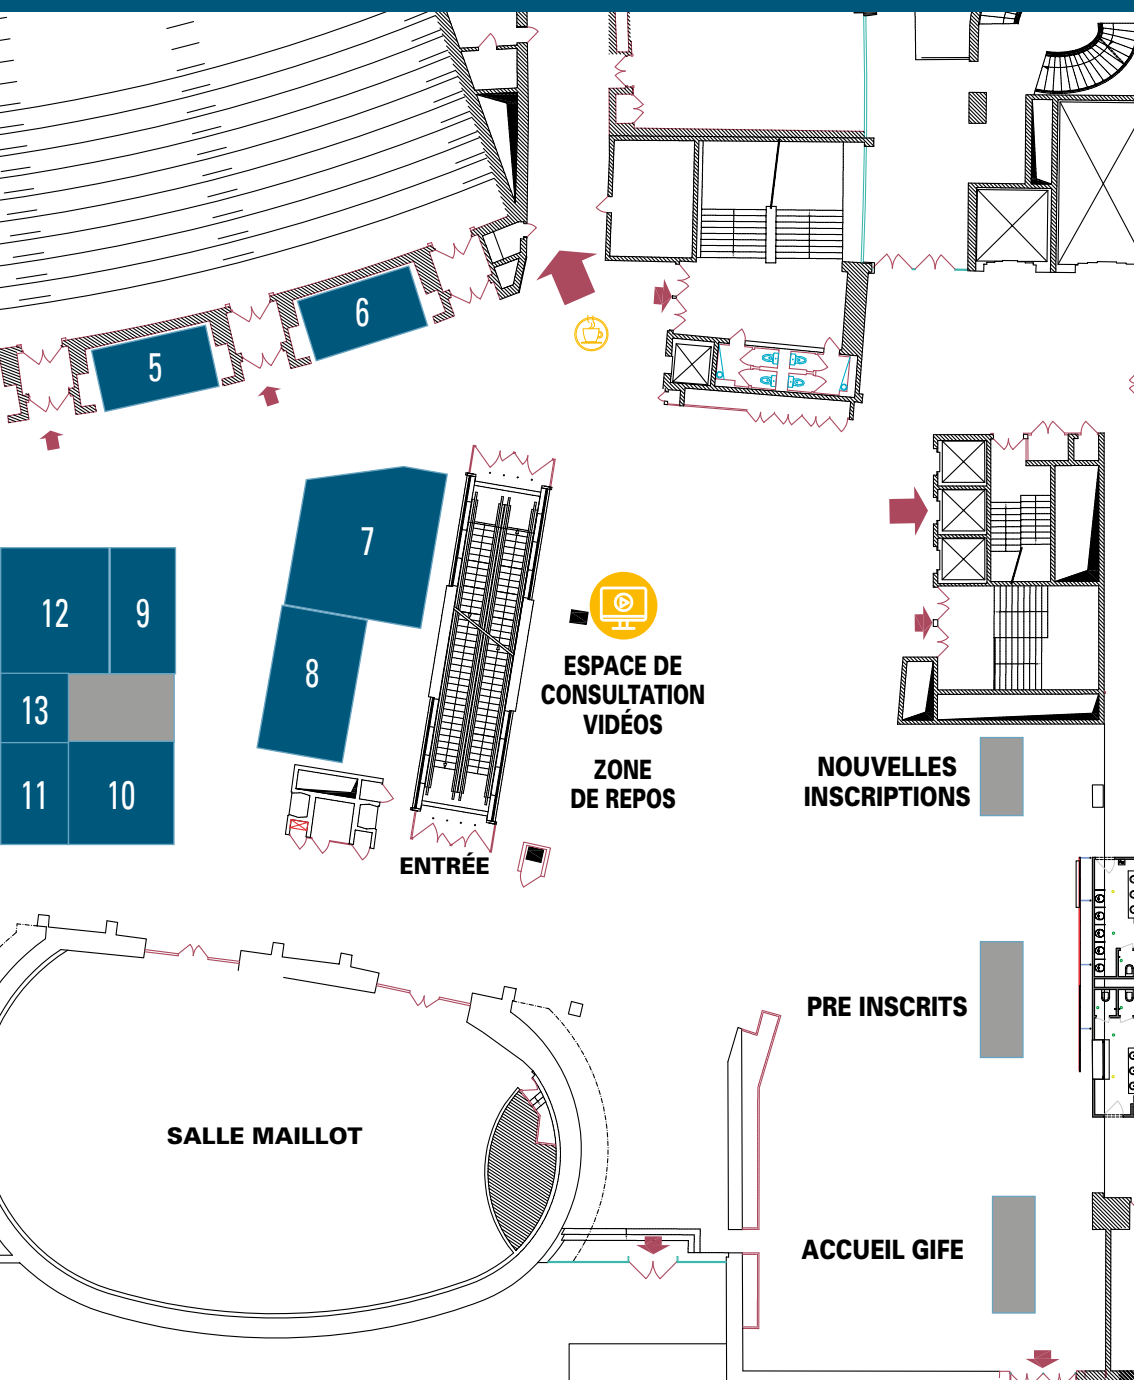 6
5
7
12
9
8
13
11
10
ESPACE DE
CONSULTATION
VIDÉOS
ZONE
DE REPOS
NOUVELLES
INSCRIPTIONS
ENTRÉE
PRE INSCRITS
SALLE MAILLOT
ACCUEIL GIFE